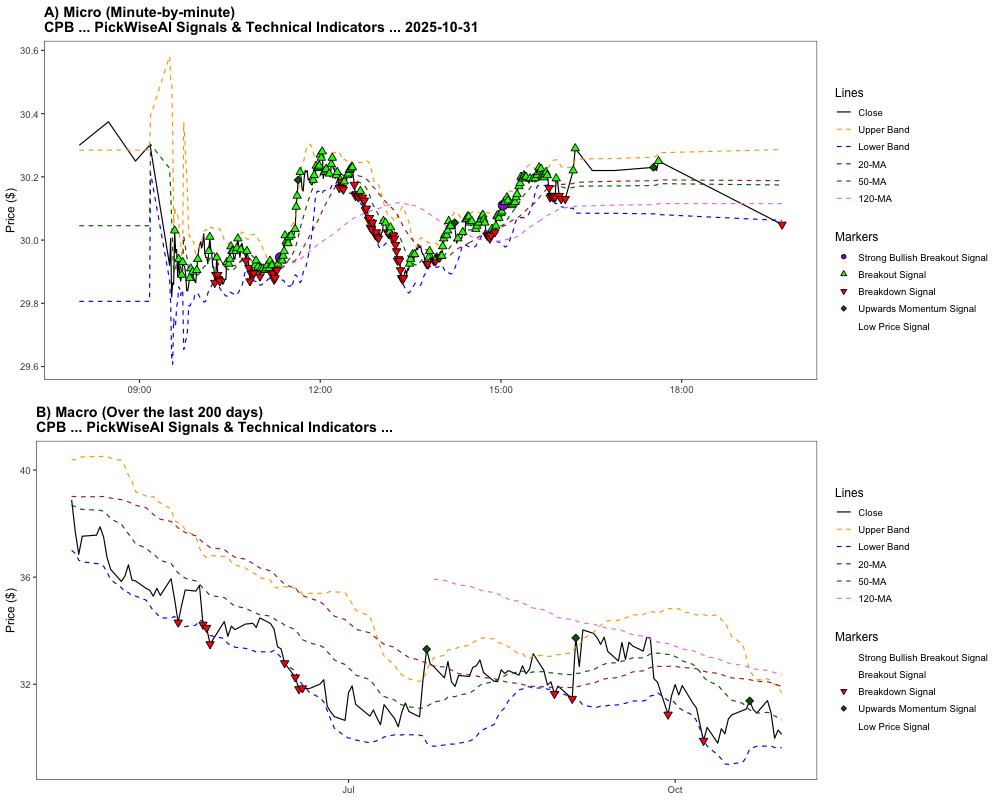 A) Micro (Minute-by-minute)
CPB ... PickWiseAI Signals & Technical Indicators ... 2025-10-31
Price ($)
30.6
30.4
30.2
30.0
29.8
29.6
09:00
12:00
15:00
18:00
Lines
Close
Upper Band
Lower Band
20-MA
50-MA
120-MA
Markers
Strong Bullish Breakout Signal
Breakout Signal
Breakdown Signal
Upwards Momentum Signal
Low Price Signal
B) Macro (Over the last 200 days)
CPB ... PickWiseAI Signals & Technical Indicators ...
Price ($)
40
36
32
Jul
Oct
Lines
Close
Upper Band
Lower Band
20-MA
50-MA
120-MA
Markers
Strong Bullish Breakout Signal
Breakout Signal
Breakdown Signal
Upwards Momentum Signal
Low Price Signal